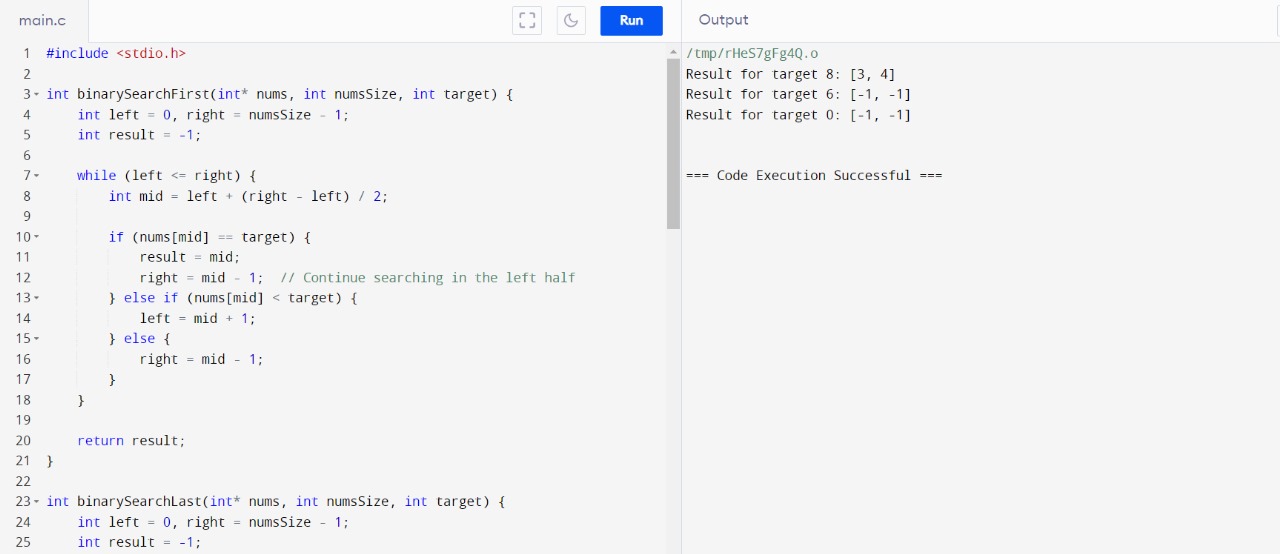 main.c
Run
Output
1 #include <stdio.h>
2
3 int binarySearchFirst(int* nums, int numsSize, int target) {
4     int left = 0, right = numsSize - 1;
5     int result = -1;
6
7     while (left <= right) {
8         int mid = left + (right - left) / 2;
9
10         if (nums[mid] == target) {
11             result = mid;
12             right = mid - 1;  // Continue searching in the left half
13         } else if (nums[mid] < target) {
14             left = mid + 1;
15         } else {
16             right = mid - 1;
17         }
18     }
19
20     return result;
21 }
22
23 int binarySearchLast(int* nums, int numsSize, int target) {
24     int left = 0, right = numsSize - 1;
25     int result = -1;
/tmp/rHeS7gFg4Q.o
Result for target 8: [3, 4]
Result for target 6: [-1, -1]
Result for target 0: [-1, -1]
=== Code Execution Successful ===